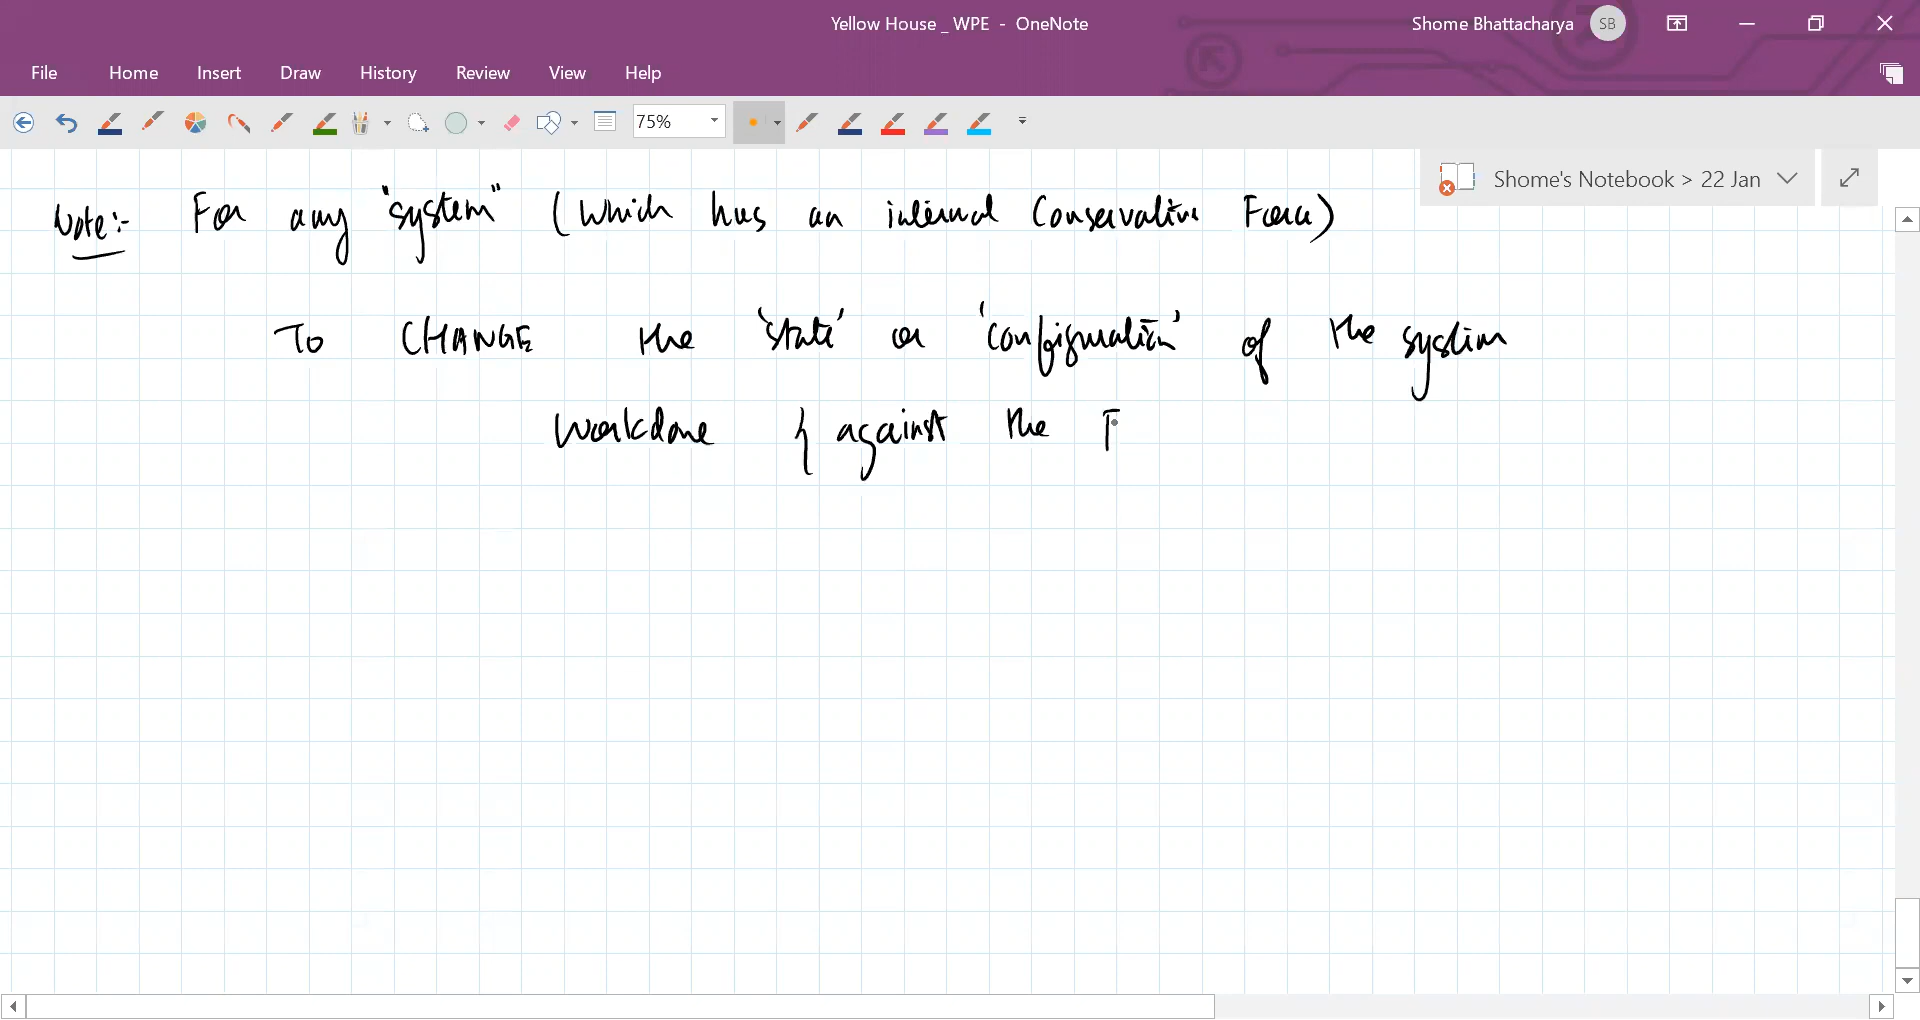 Yellow House _ WPE - OneNote
Shome Bhattacharya SB
File Home Insert Draw History Review View Help
75%
Shome's Notebook > 22 Jan
Note:- For any "system" (Which has an internal Conservative Force)
To CHANGE the 'state' or 'configuration' of the system
Workdone { against the F